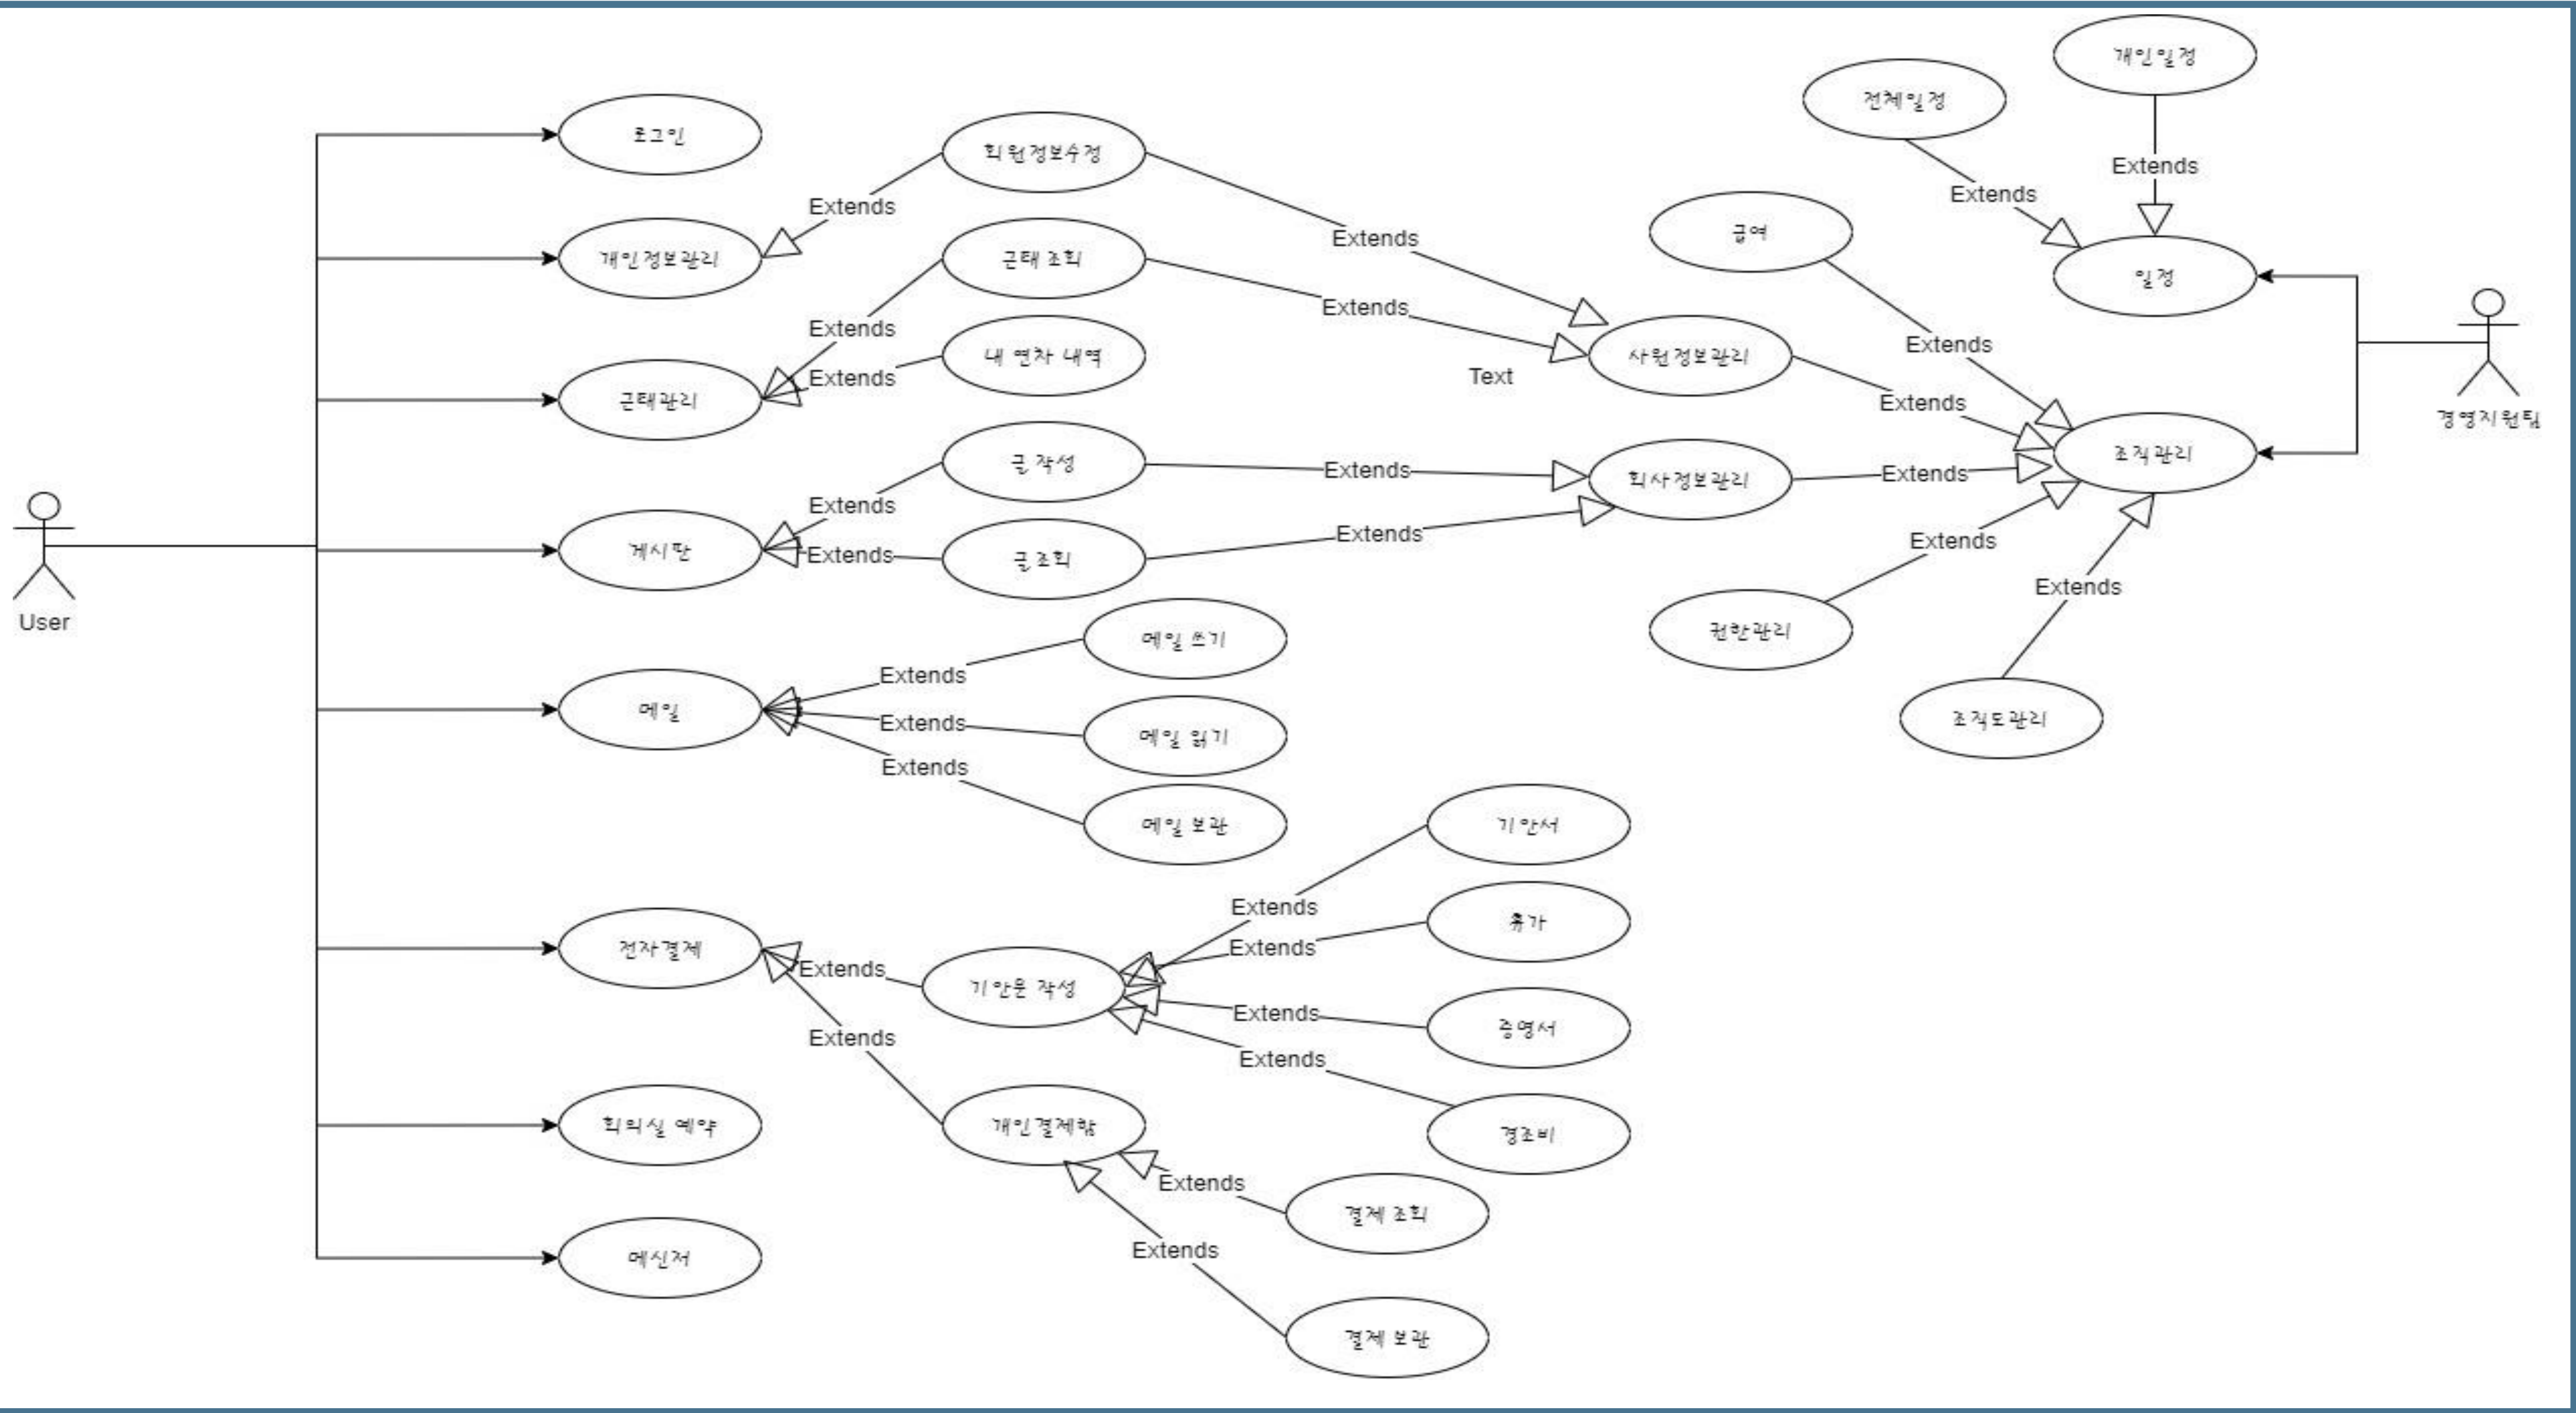 개인일정
전체일정
로그인
회원정보수정
Extends
Extends
Extends
급여
Extends
개인정보관리
근태 조회
일정
Extends
Extends
Extends
Extends
내 연차 내역
사원정보관리
Extends
Text
근태관리
Extends
경영지원팀
글 작성
조직관리
Extends
Extends
회사정보관리
Extends
게시판
Extends
글조회
Extends
Extends
Extends
User
메일 쓰기
권한관리
Extends
메일
Extends
메일 읽기
조직도관리
Extends
메일 보관
기안서
Extends
휴가
전자결제
Extends
Extends
기안문 작성
Extends
증명서
Extends
Extends
회의실 예약
개인결제함
경조비
Extends
결제 조회
메신저
Extends
결제 보관